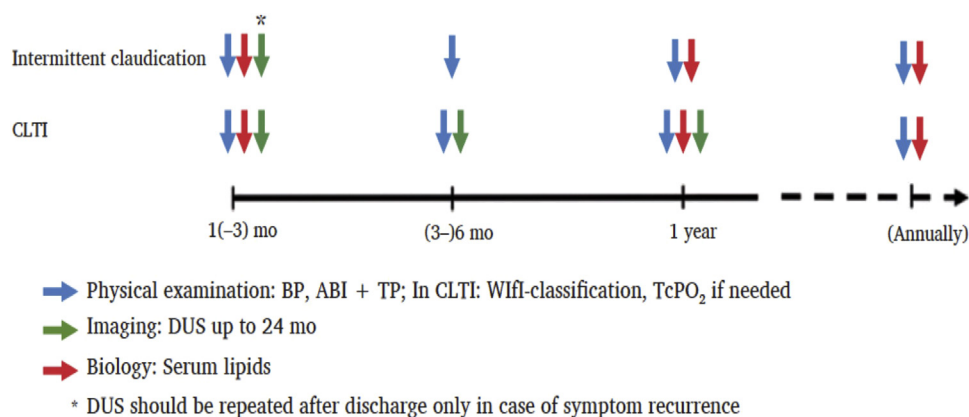 *
Intermittent claudication
CLTI
1(–3) mo (3–)6 mo 1 year (Annually)
Physical examination: BP, ABI + TP; In CLTI: WIfI-classification, TcPO₂ if needed
Imaging: DUS up to 24 mo
Biology: Serum lipids
* DUS should be repeated after discharge only in case of symptom recurrence